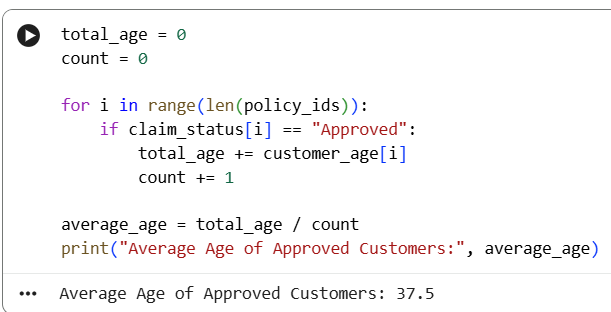 total_age = 0
count = 0

for i in range(len(policy_ids)):
    if claim_status[i] == "Approved":
        total_age += customer_age[i]
        count += 1

average_age = total_age / count
print("Average Age of Approved Customers:", average_age)
Average Age of Approved Customers: 37.5